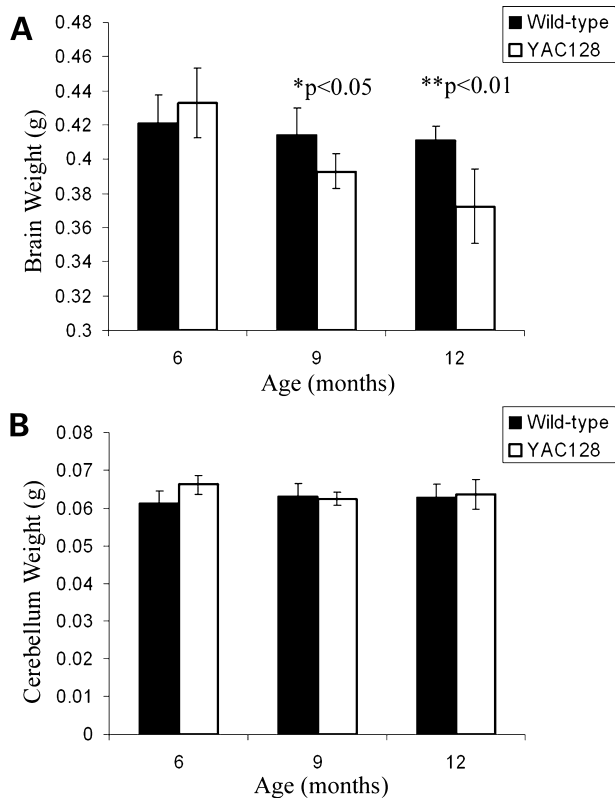 A
Wild-type
YAC128
Brain Weight (g)
0.48
0.46
0.44
0.42
0.4
0.38
0.36
0.34
0.32
0.3
*p<0.05
**p<0.01
6 9 12
Age (months)
B
Wild-type
YAC128
Cerebellum Weight (g)
0.08
0.07
0.06
0.05
0.04
0.03
0.02
0.01
0
6 9 12
Age (months)